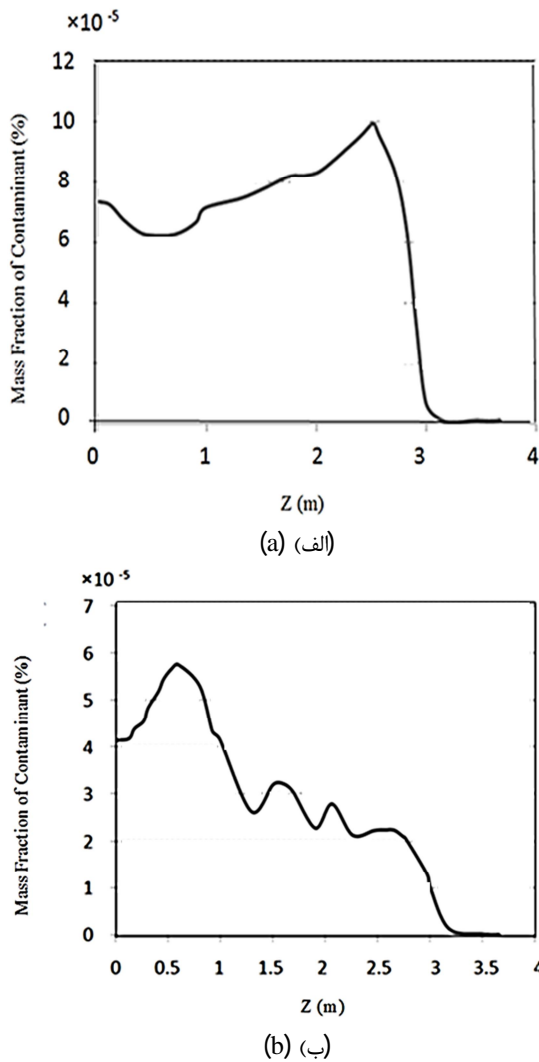 ×10 -5
12
10
8
6
4
2
0
Mass Fraction of Contaminant (%)
0 1 2 3 4
Z (m)
(a) (الف)
×10 -5
7
6
5
4
3
2
1
0
Mass Fraction of Contaminant (%)
0 0.5 1 1.5 2 2.5 3 3.5 4
Z (m)
(b) (ب)